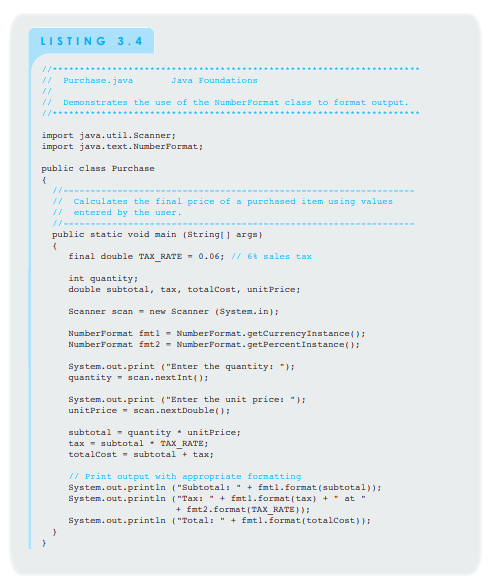 LISTING 3.4
//********************************************************************
//  Purchase.java       Java Foundations
//
//  Demonstrates the use of the NumberFormat class to format output.
//********************************************************************
import java.util.Scanner;
import java.text.NumberFormat;
public class Purchase
{
  //-----------------------------------------------------------------
  //  Calculates the final price of a purchased item using values
  //  entered by the user.
  //-----------------------------------------------------------------
  public static void main (String[] args)
  {
     final double TAX_RATE = 0.06; // 6% sales tax
     int quantity;
     double subtotal, tax, totalCost, unitPrice;
     Scanner scan = new Scanner (System.in);
     NumberFormat fmt1 = NumberFormat.getCurrencyInstance();
     NumberFormat fmt2 = NumberFormat.getPercentInstance();
     System.out.print ("Enter the quantity: ");
     quantity = scan.nextInt();
     System.out.print ("Enter the unit price: ");
     unitPrice = scan.nextDouble();
     subtotal = quantity * unitPrice;
     tax = subtotal * TAX_RATE;
     totalCost = subtotal + tax;
     // Print output with appropriate formatting
     System.out.println ("Subtotal: " + fmt1.format(subtotal));
     System.out.println ("Tax: " + fmt1.format(tax) + " at "
                         + fmt2.format(TAX_RATE));
     System.out.println ("Total: " + fmt1.format(totalCost));
  }
}